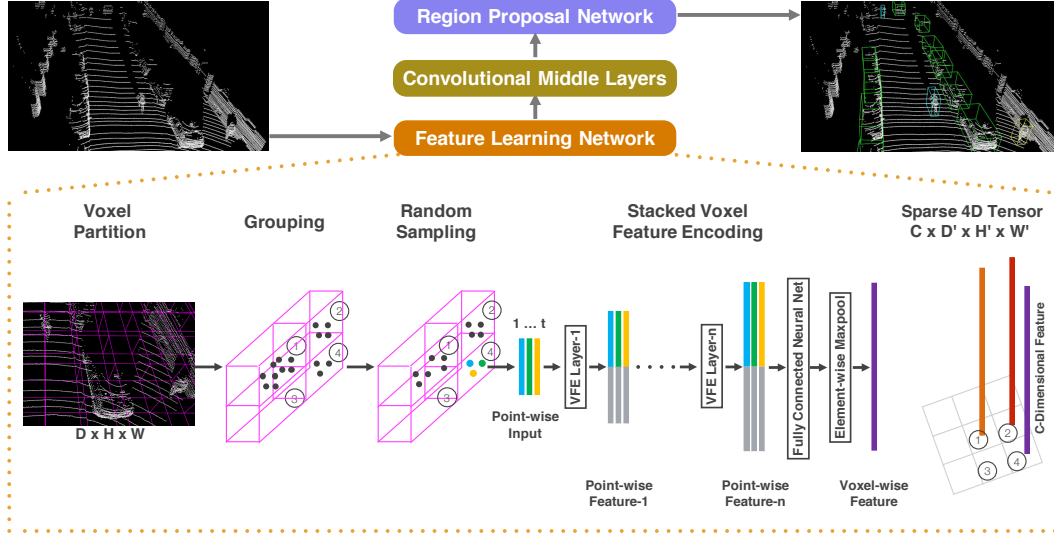 Region Proposal Network
Convolutional Middle Layers
Feature Learning Network
Voxel
Partition
Grouping
Random
Sampling
Stacked Voxel
Feature Encoding
Sparse 4D Tensor
C x D' x H' x W'
D x H x W
1
2
3
4
1
2
3
4
1 ... t
Point-wise
Input
VFE Layer-1
Point-wise
Feature-1
VFE Layer-n
Point-wise
Feature-n
Fully Connected Neural Net
Element-wise Maxpool
Voxel-wise
Feature
C-Dimensional Feature
1
2
3
4